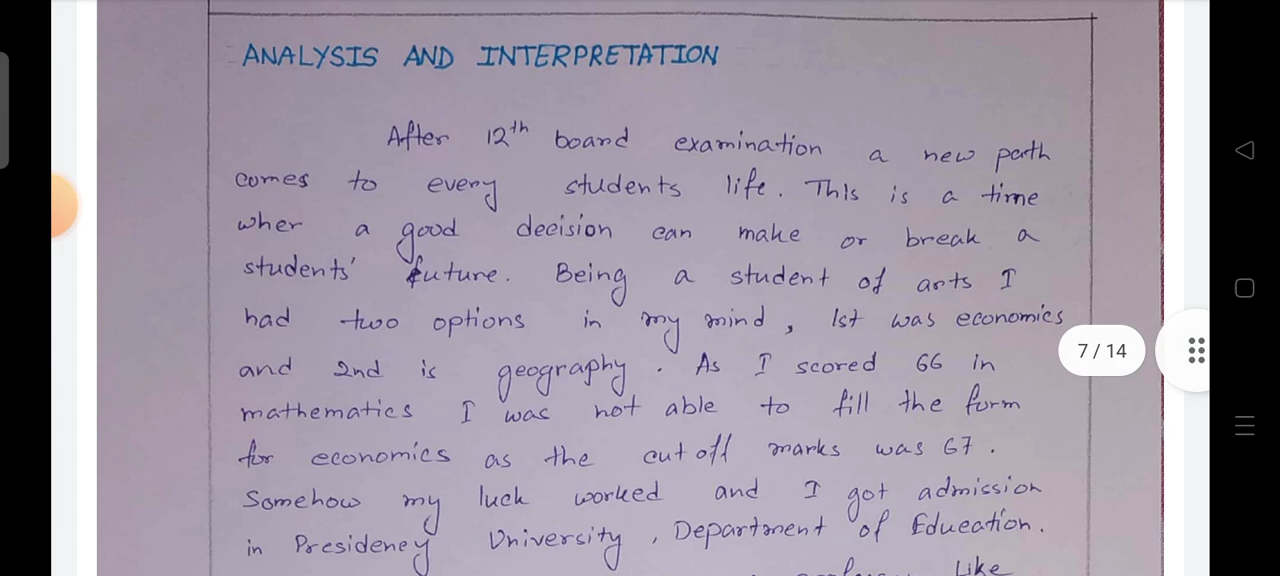 ANALYSIS AND INTERPRETATION
After 12th board examination a new path
comes to every students life. This is a time
wher a good decision can make or break a
students' future. Being a student of arts I
had two options in my mind, 1st was economics
and 2nd is geography. As I scored 66 in
mathematics I was not able to fill the form
for economics as the cut off marks was 67.
Somehow my luck worked and I got admission
in Presidency University, Department of Education.
Like
7 / 14